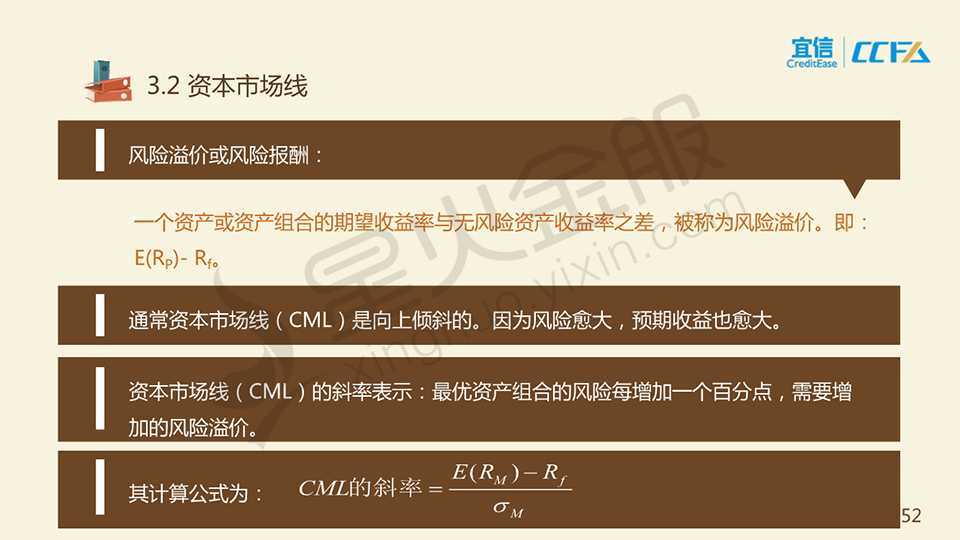 宜信
CreditEase
CCFA
3.2 资本市场线
风险溢价或风险报酬：
一个资产或资产组合的期望收益率与无风险资产收益率之差，被称为风险溢价。即：
E(RP)- Rf。
通常资本市场线（CML）是向上倾斜的。因为风险愈大，预期收益也愈大。
资本市场线（CML）的斜率表示：最优资产组合的风险每增加一个百分点，需要增
加的风险溢价。
其计算公式为： CML的斜率 = (E(RM) − Rf) / σM
52
星火金服
xinghuo.yixin.com